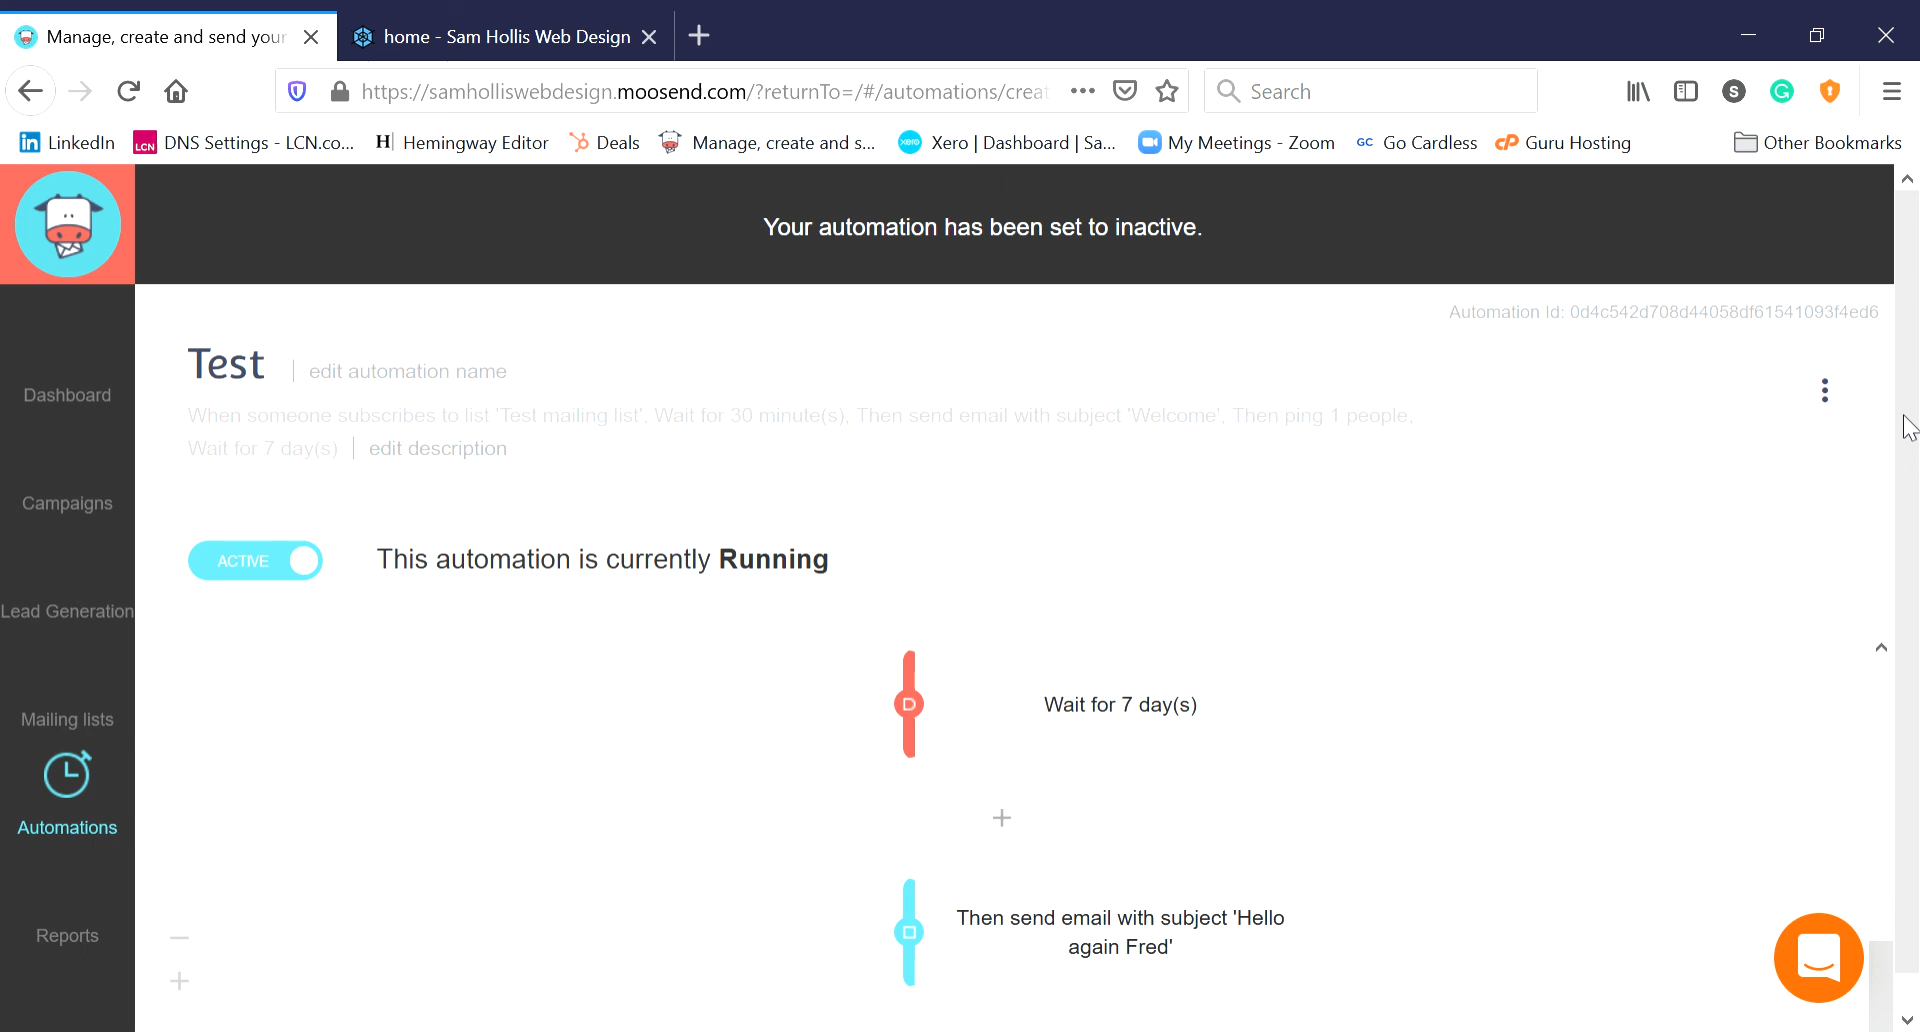 Manage, create and send your
home - Sam Hollis Web Design
https://samholliswebdesign.moosend.com/?returnTo=/#/automations/creat
Search
S
G
LinkedIn
LCN
DNS Settings - LCN.co...
H
Hemingway Editor
Deals
Manage, create and s...
xero
Xero | Dashboard | Sa...
My Meetings - Zoom
GC
Go Cardless
cP
Guru Hosting
Other Bookmarks
Your automation has been set to inactive.
Automation Id: 0d4c542d708d44058df61541093f4ed6
Test
edit automation name
When someone subscribes to list 'Test mailing list', Wait for 30 minute(s), Then send email with subject 'Welcome', Then ping 1 people,
Wait for 7 day(s)
edit description
Dashboard
Campaigns
Lead Generation
Mailing lists
Automations
Reports
ACTIVE
This automation is currently Running
D
Wait for 7 day(s)
+
Then send email with subject 'Hello
again Fred'